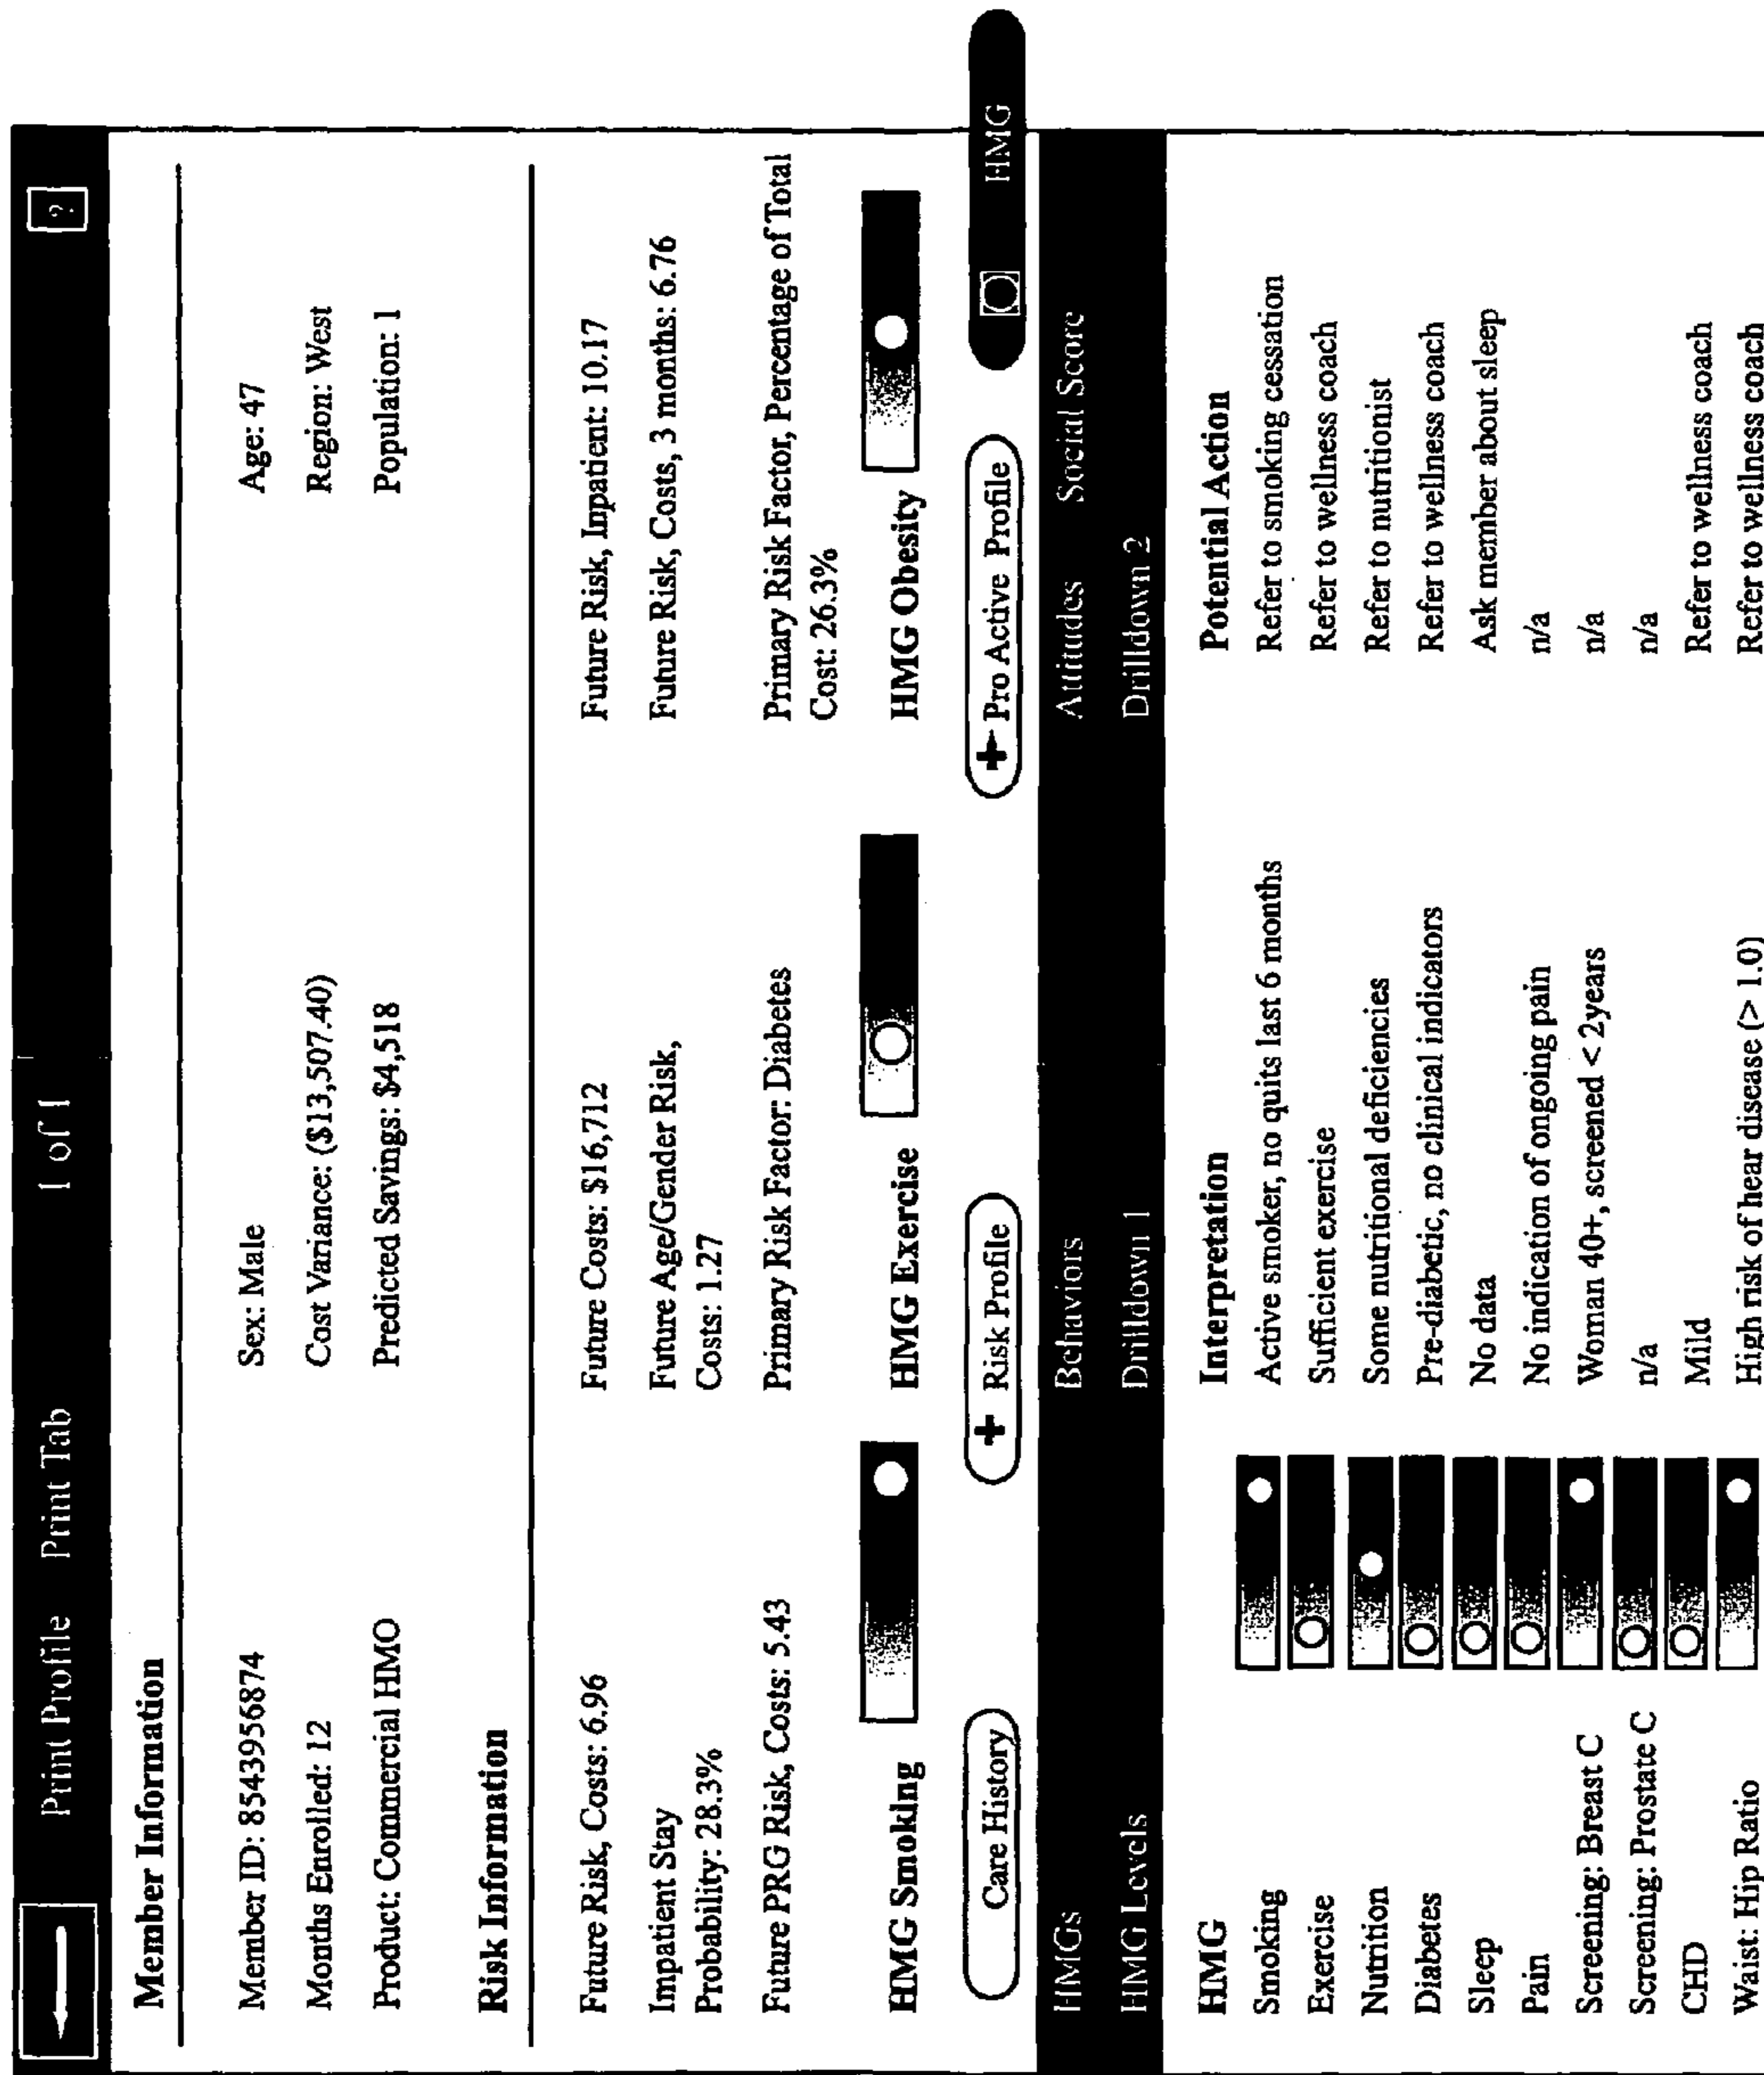 Print Profile Print Tab 1 of 1 ?
Member Information
Member ID: 8543956874 Sex: Male Age: 47
Months Enrolled: 12 Cost Variance: ($13,507.40) Region: West
Product: Commercial HMO Predicted Savings: $4,518 Population: 1
Risk Information
Future Risk, Costs: 6.96 Future Costs: $16,712 Future Risk, Inpatient: 10.17
Impatient Stay Future Age/Gender Risk, Future Risk, Costs, 3 months: 6.76
Probability: 28.3% Costs: 1.27
Future PRG Risk, Costs: 5.43 Primary Risk Factor: Diabetes Primary Risk Factor, Percentage of Total
Cost: 26.3%
HMG Smoking HMG Exercise HMG Obesity
Care History Risk Profile Pro Active Profile HMG
HMGs Behaviors Attitudes Social Score
HMG Levels Drilldown 1 Drilldown 2
HMG Interpretation Potential Action
Smoking Active smoker, no quits last 6 months Refer to smoking cessation
Exercise Sufficient exercise Refer to wellness coach
Nutrition Some nutritional deficiencies Refer to nutritionist
Diabetes Pre-diabetic, no clinical indicators Refer to wellness coach
Sleep No data Ask member about sleep
Pain No indication of ongoing pain n/a
Screening: Breast C Woman 40+, screened < 2years n/a
Screening: Prostate C n/a n/a
CHD Mild Refer to wellness coach
Waist: Hip Ratio High risk of hear disease (> 1.0) Refer to wellness coach